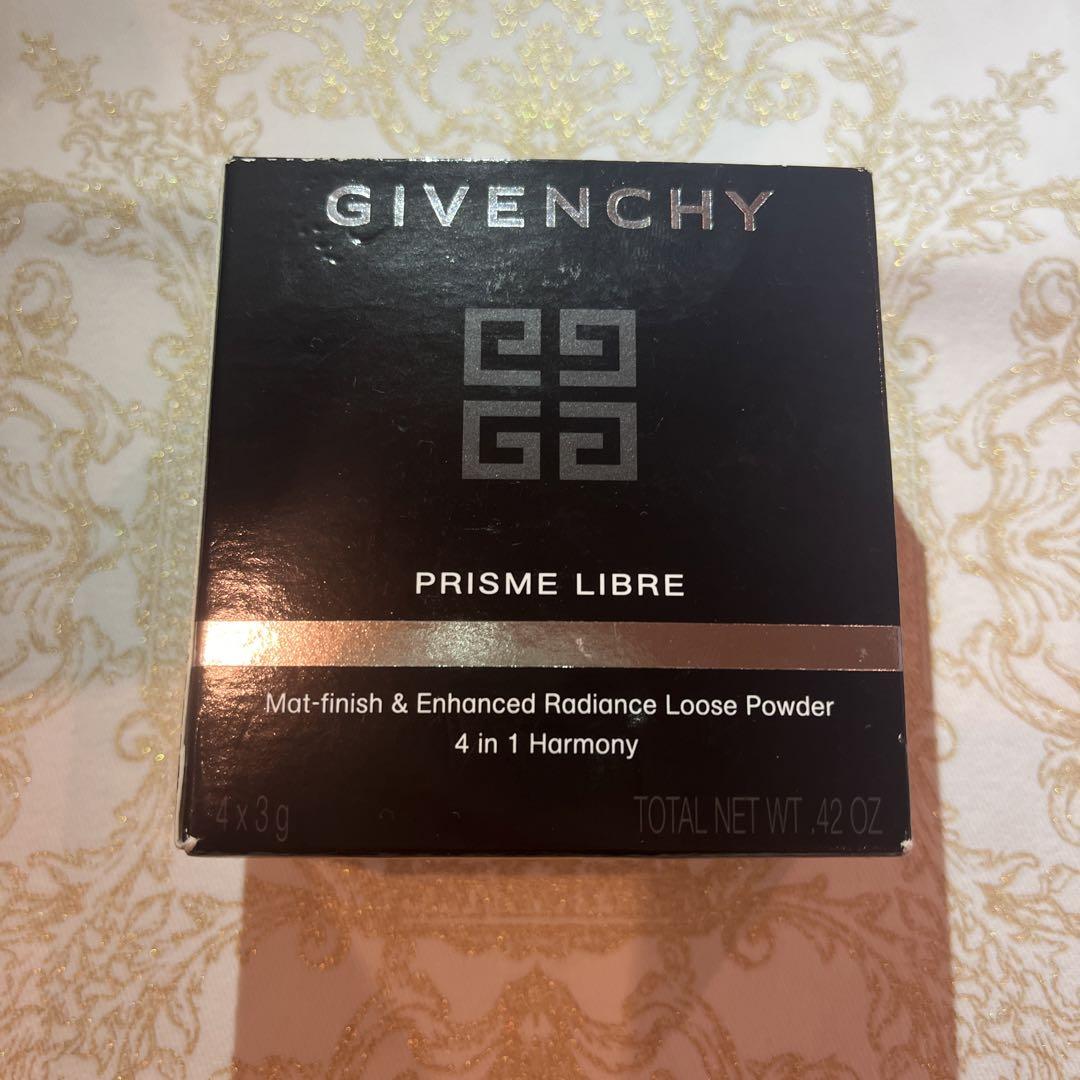 GIVENCHY
PRISME LIBRE
Mat-finish & Enhanced Radiance Loose Powder
4 in 1 Harmony
4 x 3 g
TOTAL NET WT .42 OZ